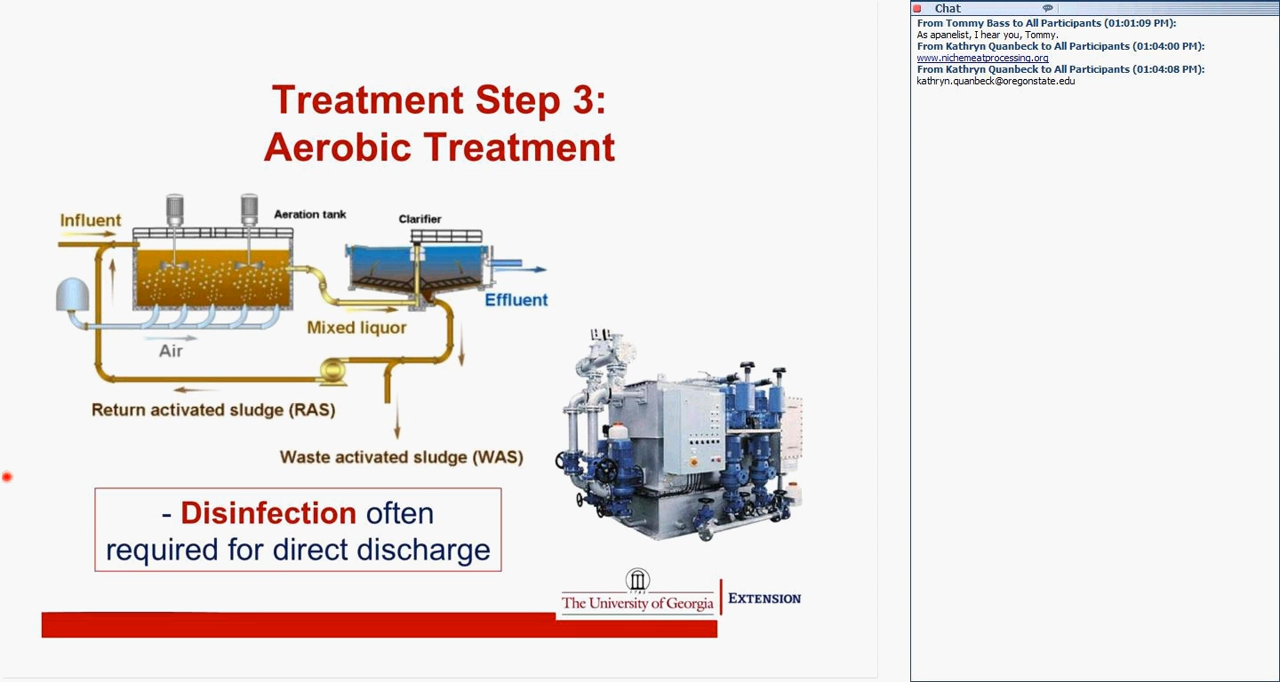 Treatment Step 3:
Aerobic Treatment
Influent
Aeration tank
Clarifier
Effluent
Mixed liquor
Air
Return activated sludge (RAS)
Waste activated sludge (WAS)
- Disinfection often
required for direct discharge
The University of Georgia
EXTENSION
Chat
From Tommy Bass to All Participants (01:01:09 PM):
As apanelist, I hear you, Tommy.
From Kathryn Quanbeck to All Participants (01:04:00 PM):
www.nichemeatprocessing.org
From Kathryn Quanbeck to All Participants (01:04:08 PM):
kathryn.quanbeck@oregonstate.edu